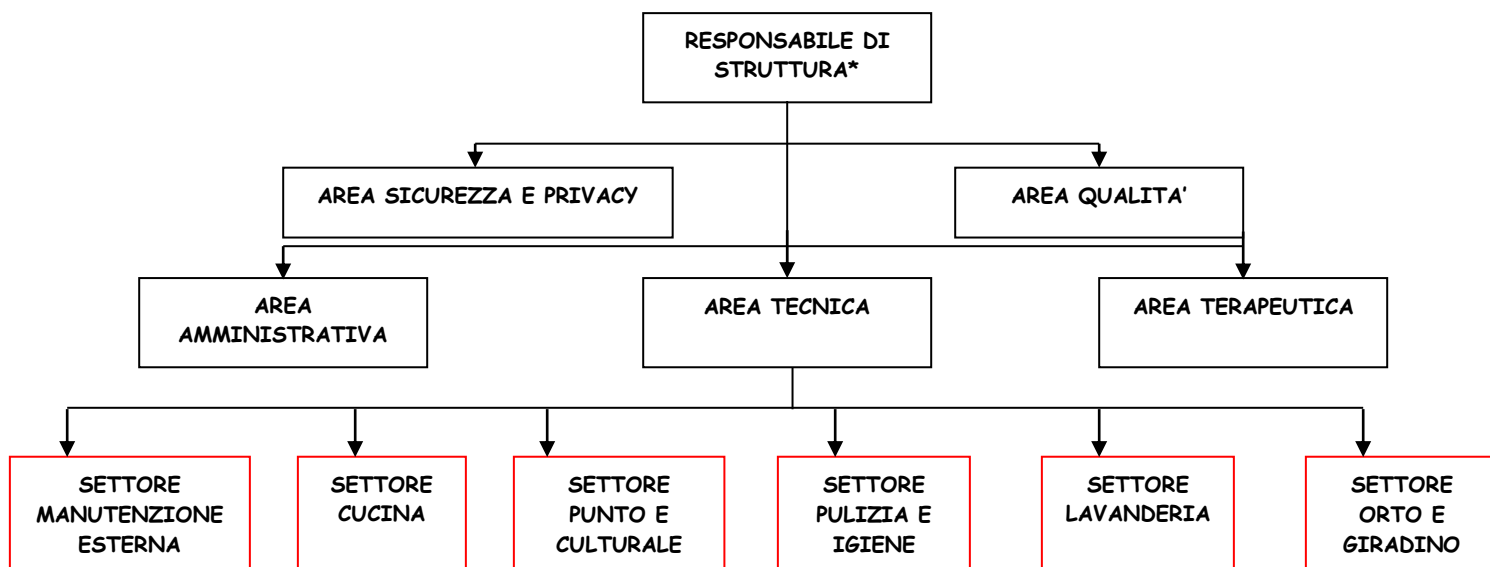 RESPONSABILE DI
STRUTTURA*
AREA SICUREZZA E PRIVACY
AREA QUALITA’
AREA
AMMINISTRATIVA
AREA TECNICA
AREA TERAPEUTICA
SETTORE
MANUTENZIONE
ESTERNA
SETTORE
CUCINA
SETTORE
PUNTO E
CULTURALE
SETTORE
PULIZIA E
IGIENE
SETTORE
LAVANDERIA
SETTORE
ORTO E
GIRADINO